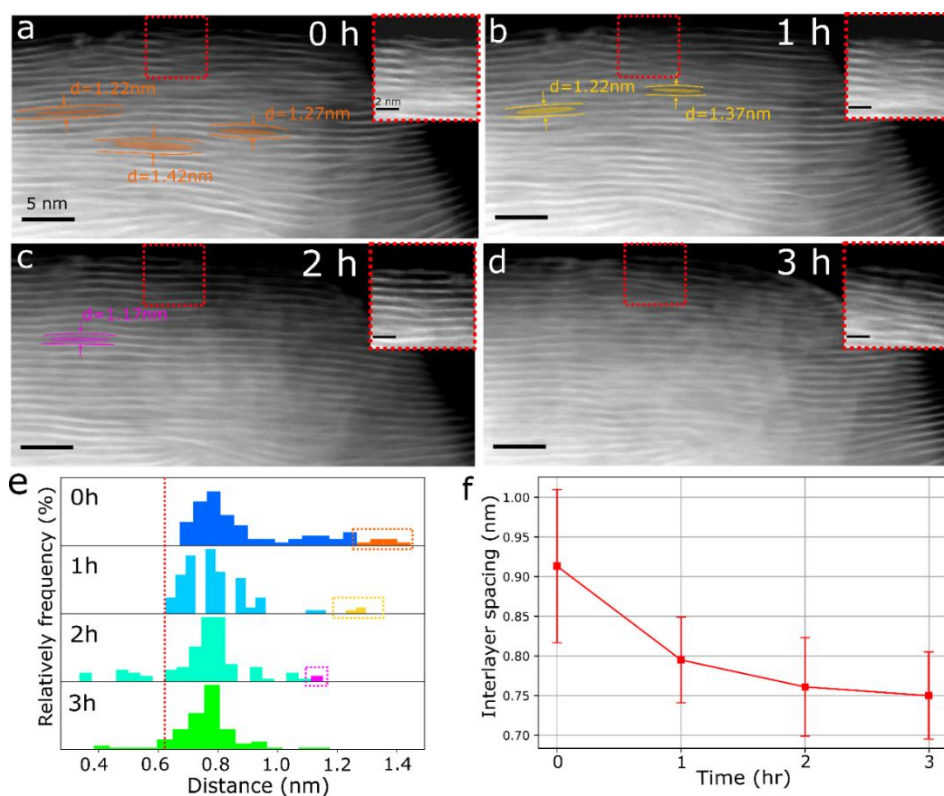 a
0 h
d=1.22nm
d=1.27nm
d=1.42nm
5 nm
2 nm
b
1 h
d=1.22nm
d=1.37nm
c
2 h
d=1.17nm
d
3 h
e
0h
1h
2h
3h
Relatively frequency (%)
0.4 0.6 0.8 1.0 1.2 1.4
Distance (nm)
f
1.00
0.95
0.90
0.85
0.80
0.75
0.70
Interlayer spacing (nm)
0 1 2 3
Time (hr)